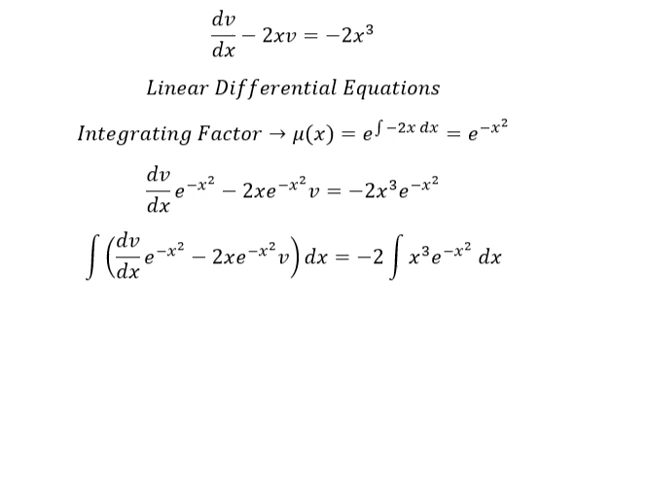 dv/dx − 2xv = −2x³
Linear Differential Equations
Integrating Factor → μ(x) = e^(∫−2x dx) = e^(−x²)
dv/dx e^(−x²) − 2xe^(−x²)v = −2x³e^(−x²)
∫(dv/dx e^(−x²) − 2xe^(−x²)v) dx = −2∫x³e^(−x²) dx